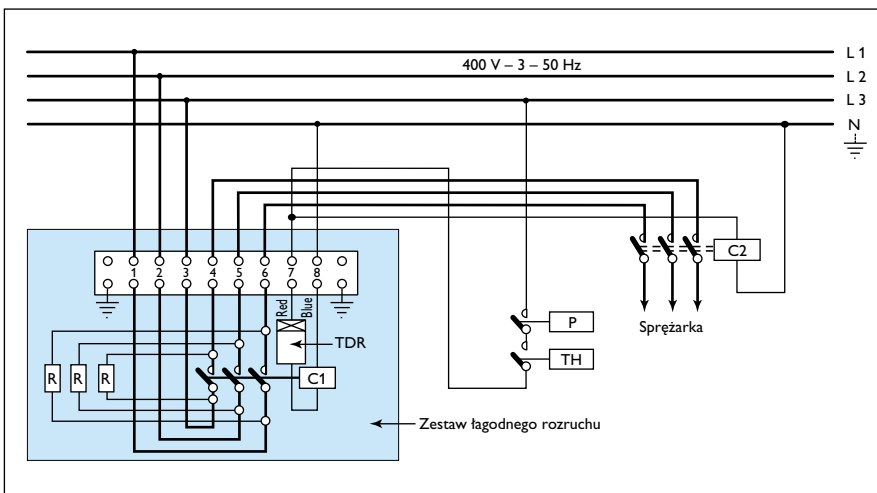 L 1
400 V – 3 – 50 Hz
L 2
L 3
N
1 2 3 4 5 6 7 8
C2
Red
Blue
P
Sprężarka
TDR
TH
R R R
C1
Zestaw łagodnego rozruchu